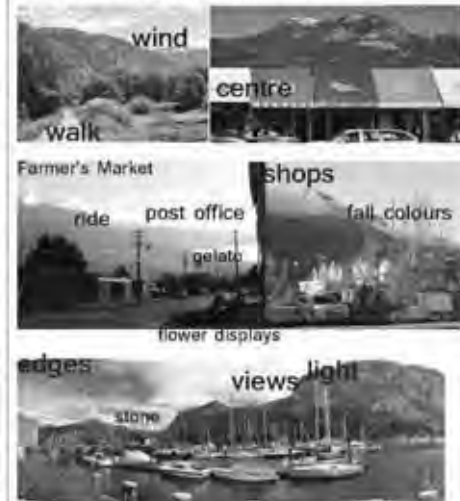 wind
centre
walk
Farmer's Market
shops
ride
post office
fall colours
gelato
flower displays
edges
views
light
stone